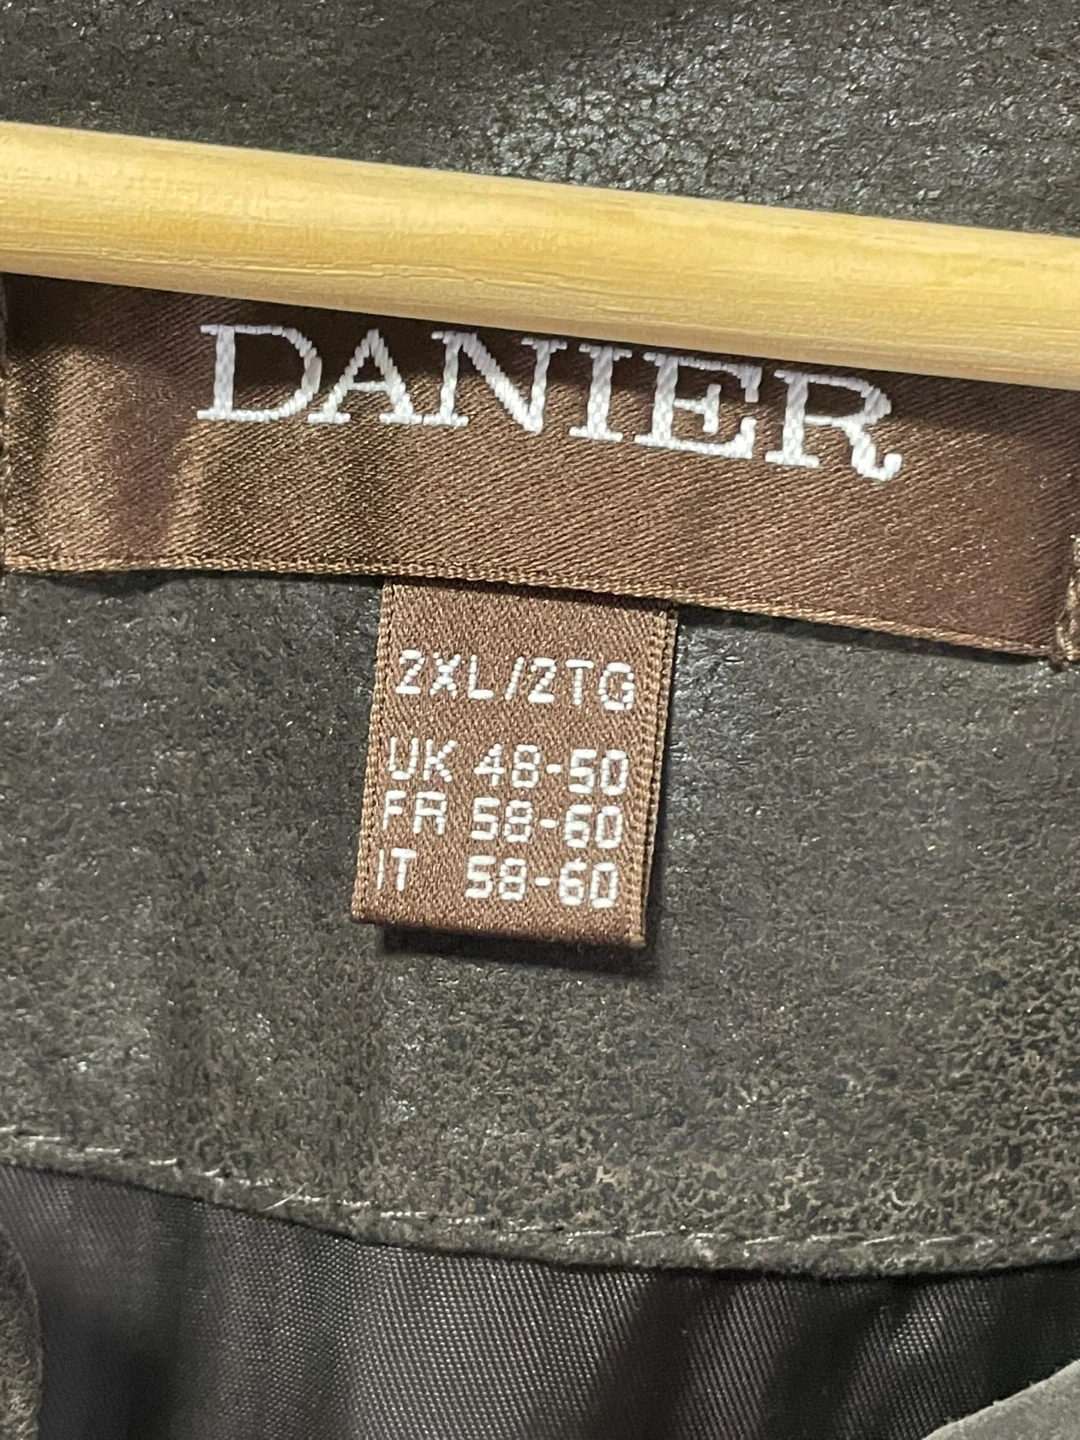 DANIER
2XL/2TG
UK 48-50
FR 58-60
IT 58-60